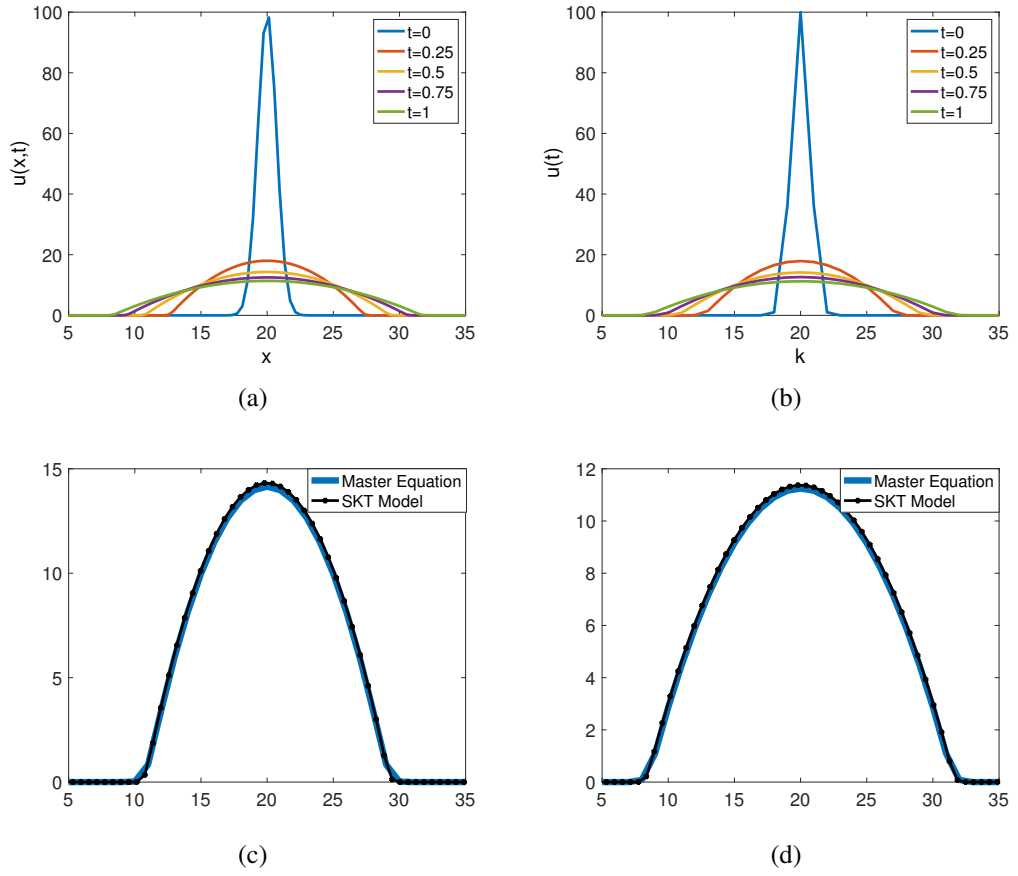 100
80
60
40
20
0
u(x,t)
5 10 15 20 25 30 35
x
t=0
t=0.25
t=0.5
t=0.75
t=1
(a)
100
80
60
40
20
0
u(t)
5 10 15 20 25 30 35
k
t=0
t=0.25
t=0.5
t=0.75
t=1
(b)
15
10
5
0
5 10 15 20 25 30 35
Master Equation
SKT Model
(c)
12
10
8
6
4
2
0
5 10 15 20 25 30 35
Master Equation
SKT Model
(d)